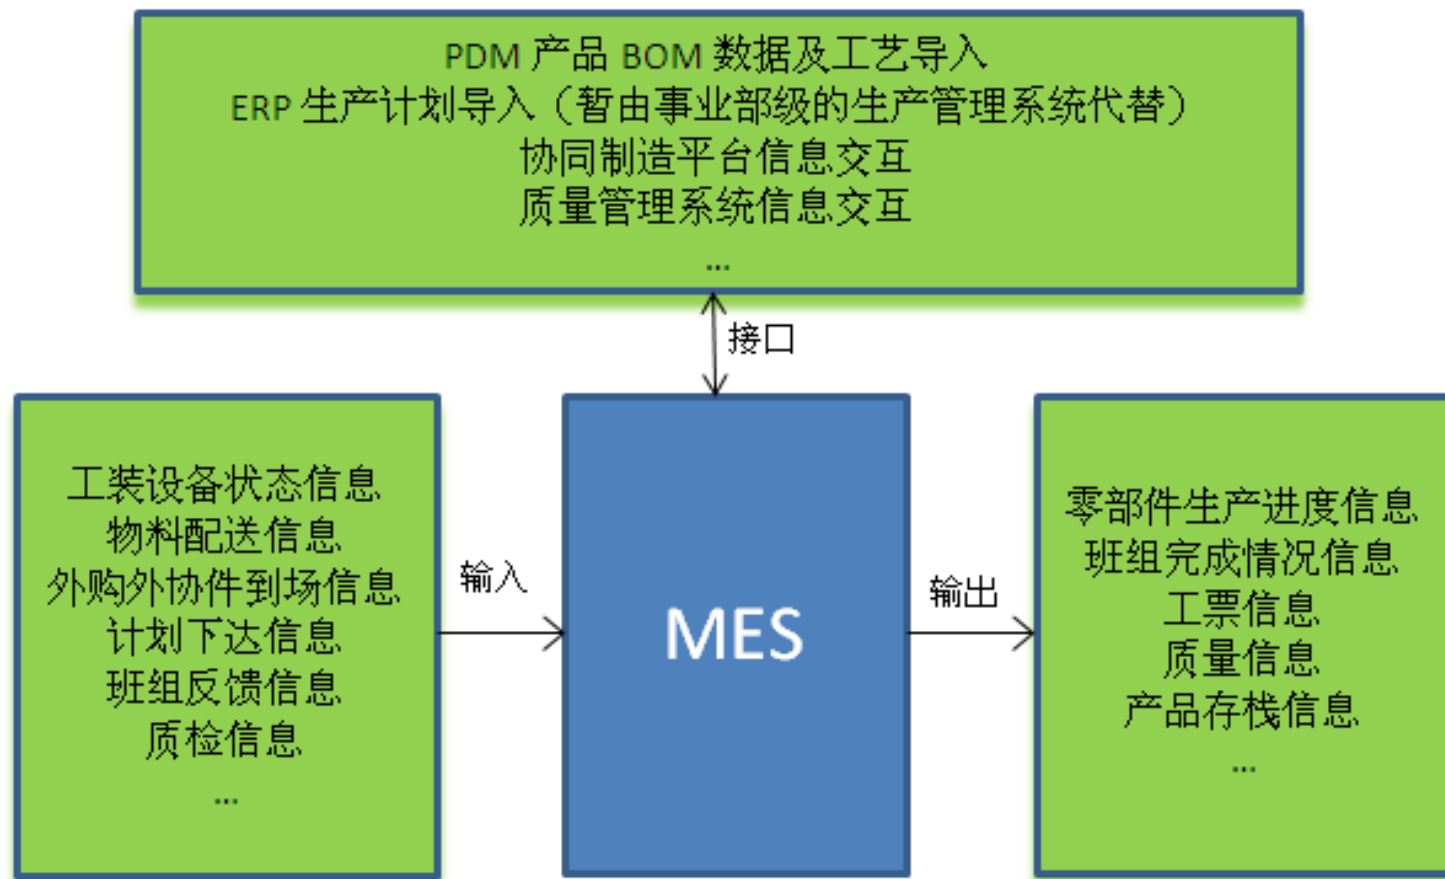 PDM 产品 BOM 数据及工艺导入
ERP 生产计划导入（暂由事业部级的生产管理系统代替）
协同制造平台信息交互
质量管理系统信息交互
...
接口
工装设备状态信息
物料配送信息
外购外协件到场信息
计划下达信息
班组反馈信息
质检信息
...
输入
MES
输出
零部件生产进度信息
班组完成情况信息
工票信息
质量信息
产品存栈信息
...